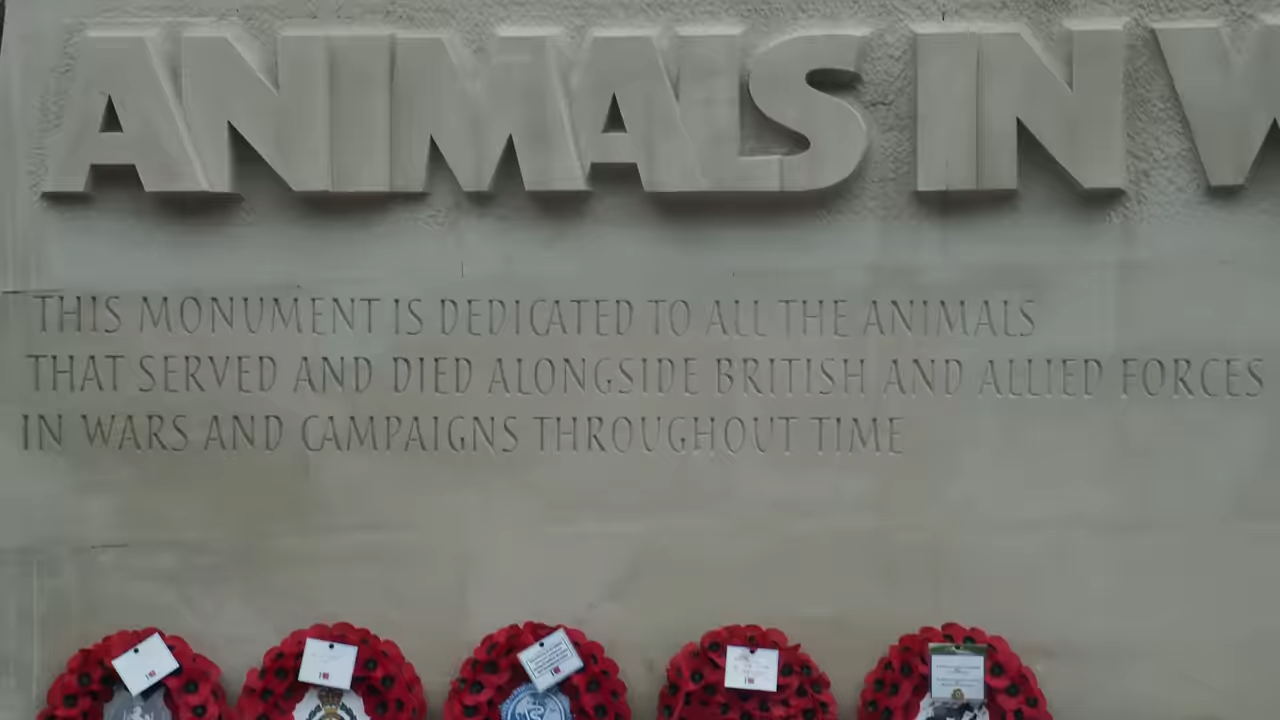 ANIMALS IN W
THIS MONUMENT IS DEDICATED TO ALL THE ANIMALS
THAT SERVED AND DIED ALONGSIDE BRITISH AND ALLIED FORCES
IN WARS AND CAMPAIGNS THROUGHOUT TIME